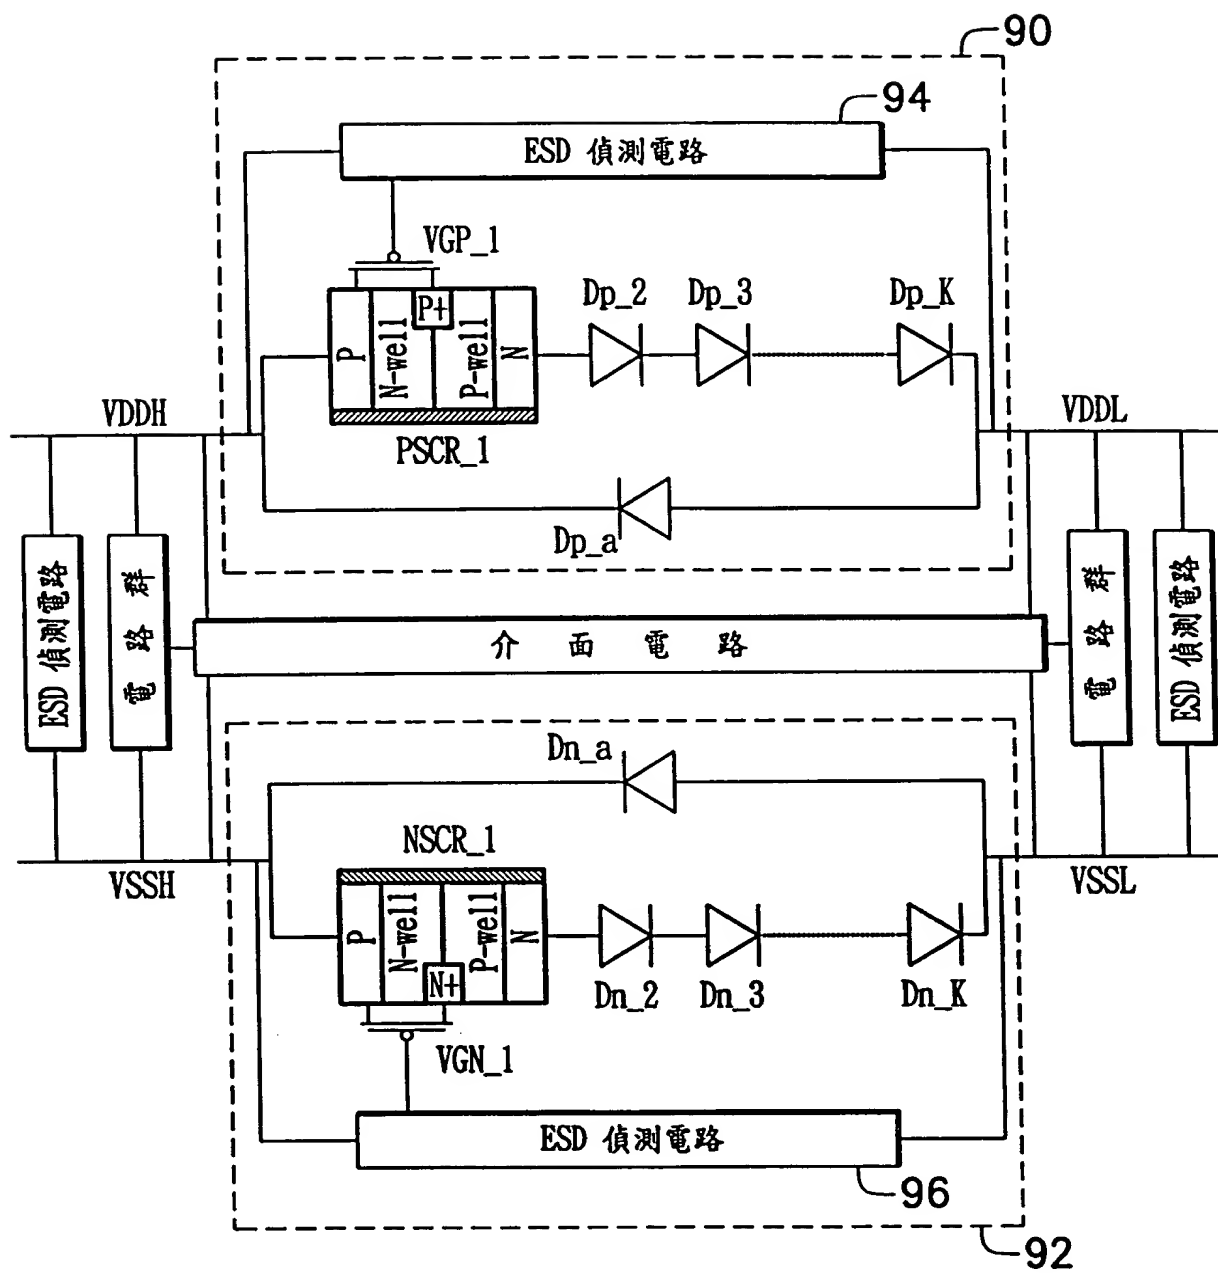 90
94
ESD 偵測電路
VGP_1
P
N-well
P+
P-well
N
Dp_2
Dp_3
Dp_K
PSCR_1
VDDH
VDDL
Dp_a
ESD 偵測電路
電路群
介面電路
電路群
ESD 偵測電路
Dn_a
NSCR_1
VSSH
VSSL
P
N-well
N+
P-well
N
Dn_2
Dn_3
Dn_K
VGN_1
ESD 偵測電路
96
92